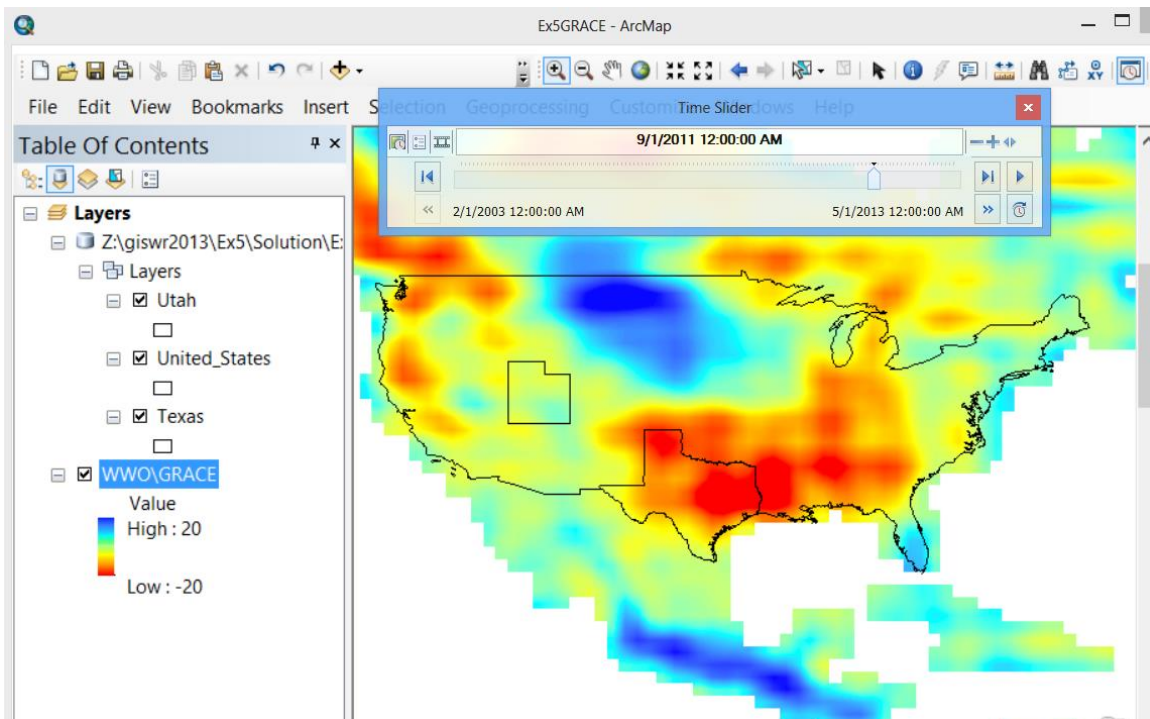 Ex5GRACE - ArcMap
File Edit View Bookmarks Insert Selection Geoprocessing Customize Windows Help
Time Slider
9/1/2011 12:00:00 AM
2/1/2003 12:00:00 AM 5/1/2013 12:00:00 AM
Table Of Contents
Layers
Z:\giswr2013\Ex5\Solution\E
Layers
Utah
United_States
Texas
WWO\GRACE
Value
High : 20
Low : -20